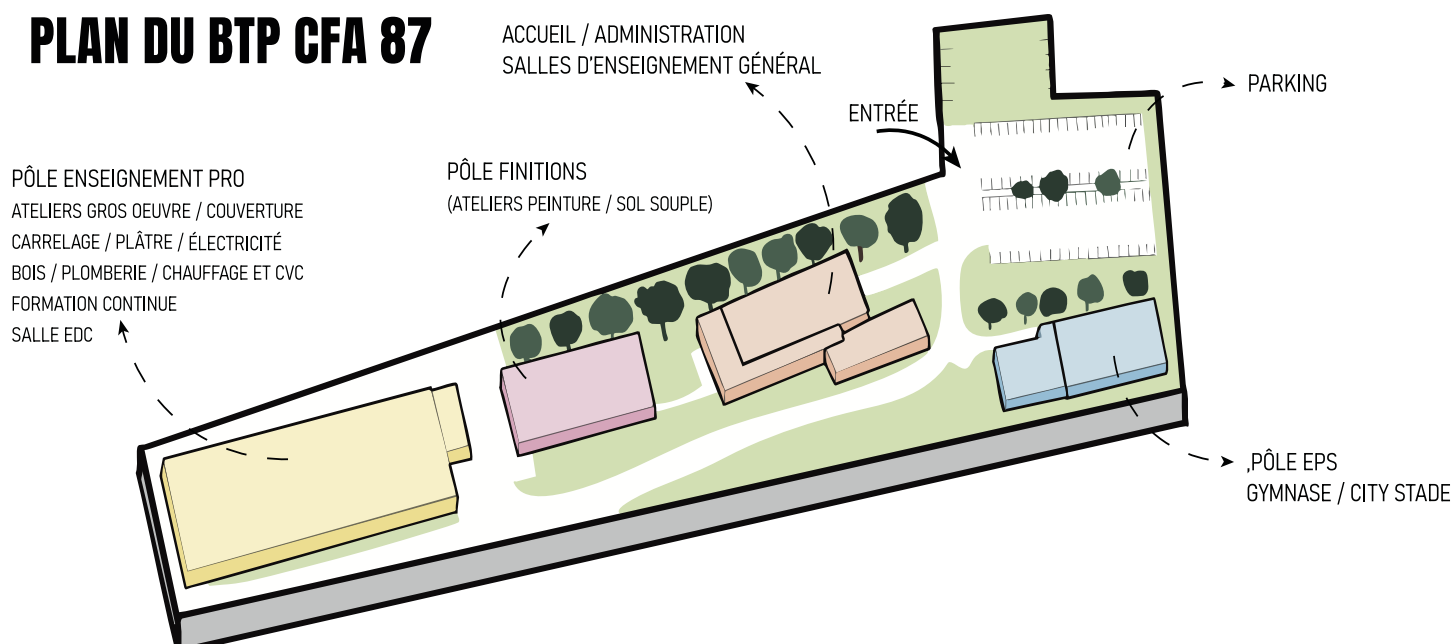 PLAN DU BTP CFA 87
ACCUEIL / ADMINISTRATION
SALLES D'ENSEIGNEMENT GÉNÉRAL
ENTRÉE
PARKING
PÔLE ENSEIGNEMENT PRO
ATELIERS GROS OEUVRE / COUVERTURE
CARRELAGE / PLÂTRE / ÉLECTRICITÉ
BOIS / PLOMBERIE / CHAUFFAGE ET CVC
FORMATION CONTINUE
SALLE EDC
PÔLE FINITIONS
(ATELIERS PEINTURE / SOL SOUPLE)
,PÔLE EPS
GYMNASE / CITY STADE